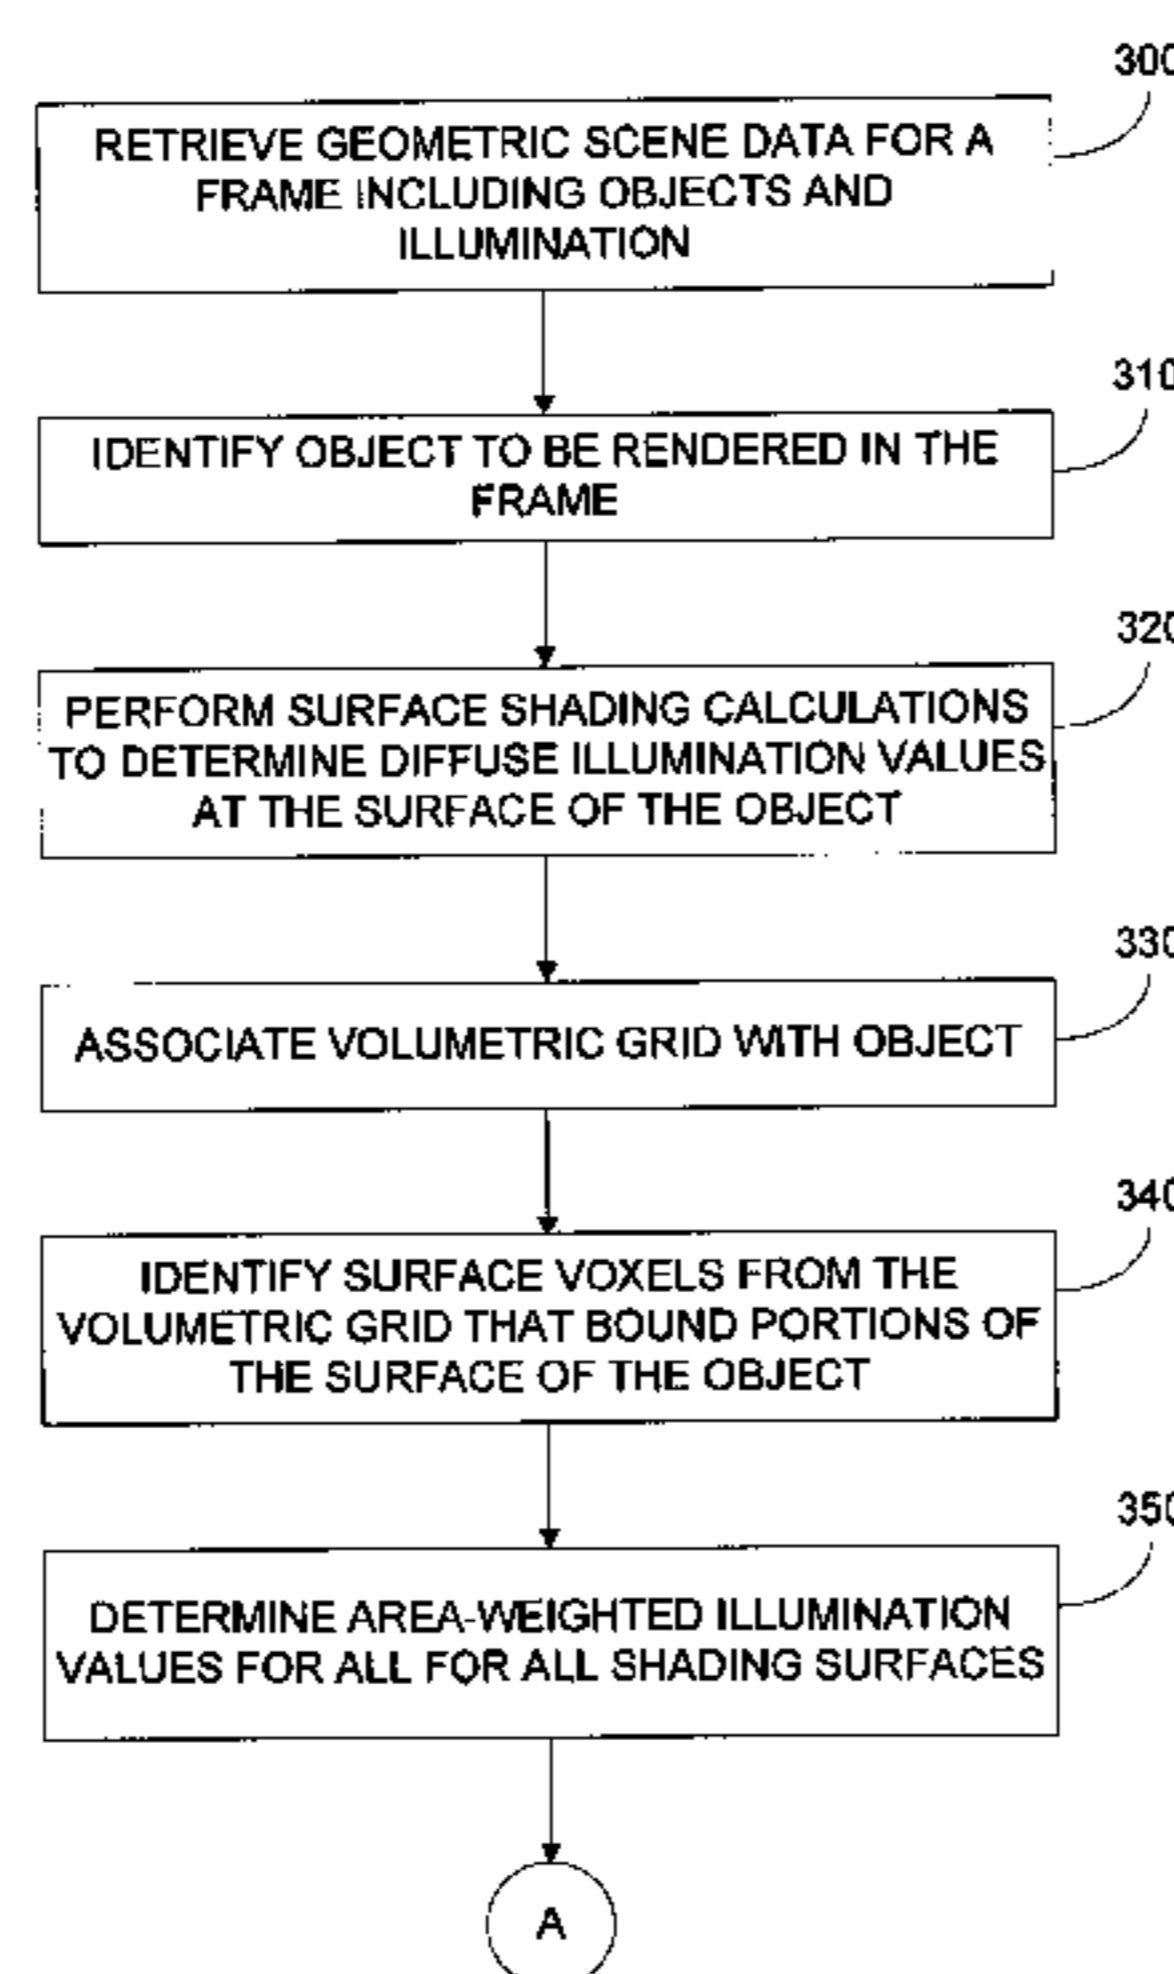 300
RETRIEVE GEOMETRIC SCENE DATA FOR A
FRAME INCLUDING OBJECTS AND
ILLUMINATION
310
IDENTIFY OBJECT TO BE RENDERED IN THE
FRAME
320
PERFORM SURFACE SHADING CALCULATIONS
TO DETERMINE DIFFUSE ILLUMINATION VALUES
AT THE SURFACE OF THE OBJECT
330
ASSOCIATE VOLUMETRIC GRID WITH OBJECT
340
IDENTIFY SURFACE VOXELS FROM THE
VOLUMETRIC GRID THAT BOUND PORTIONS OF
THE SURFACE OF THE OBJECT
350
DETERMINE AREA-WEIGHTED ILLUMINATION
VALUES FOR ALL FOR ALL SHADING SURFACES
A